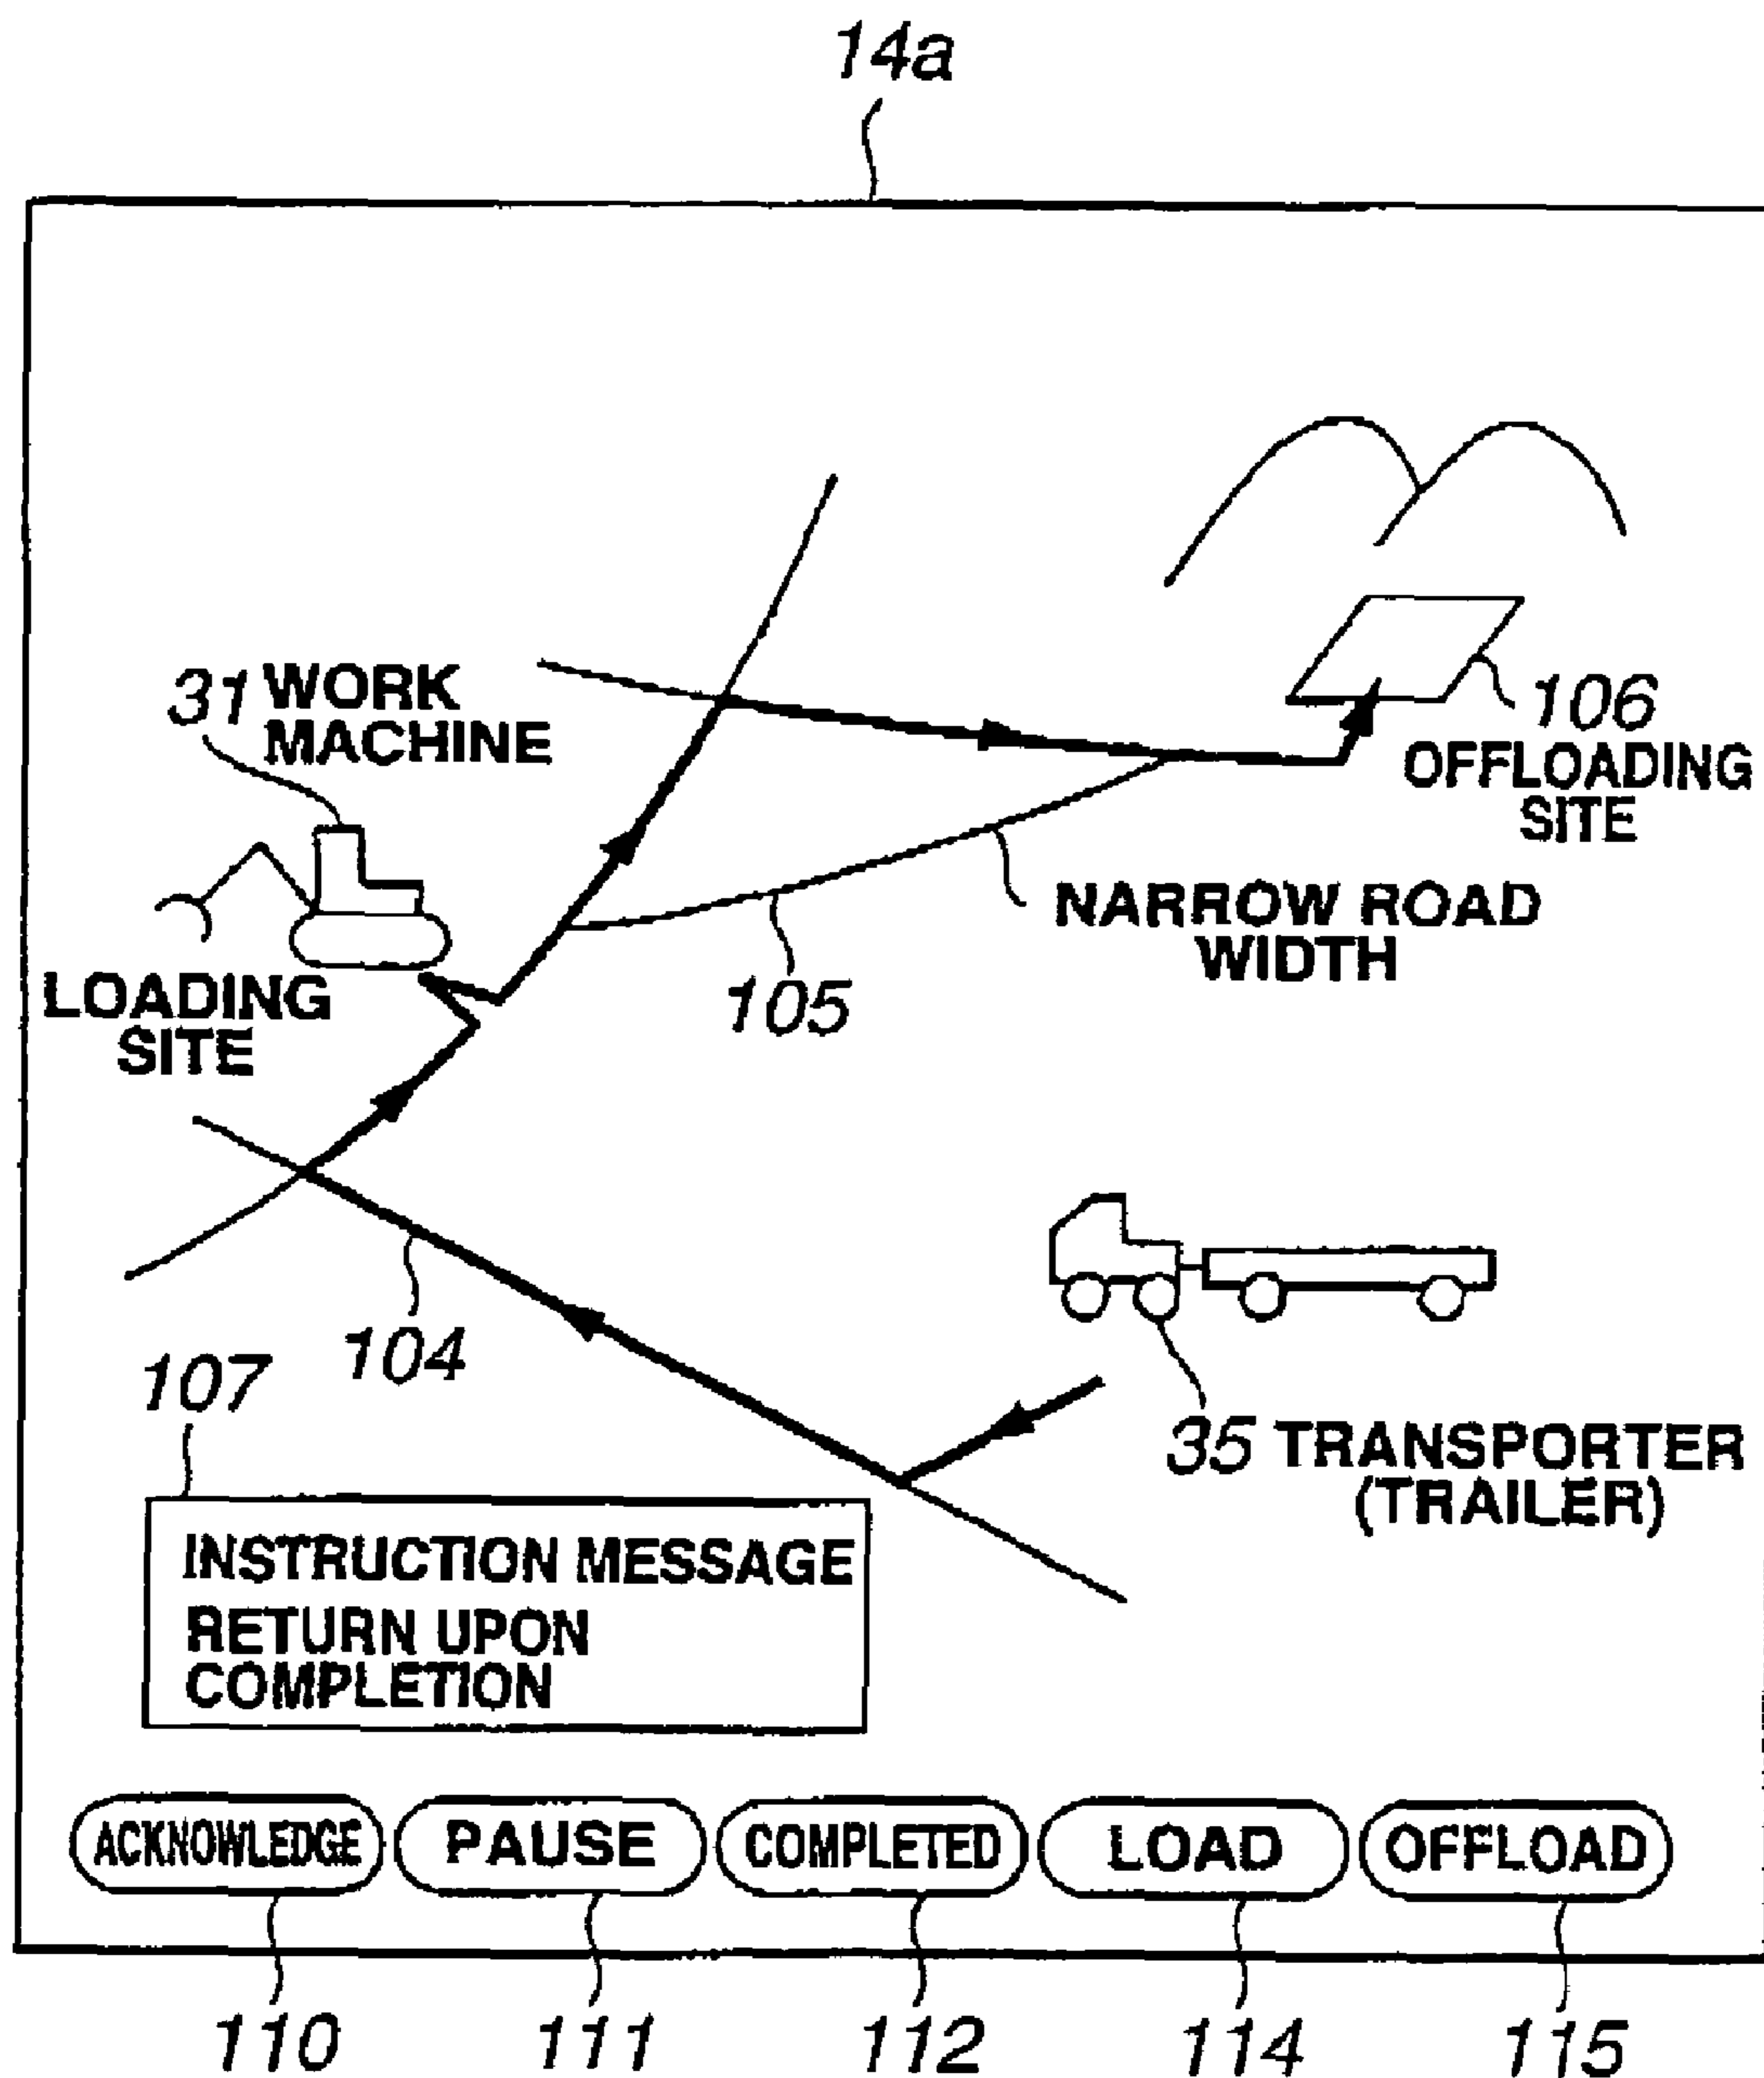 14a
31 WORK
MACHINE
106
OFFLOADING
SITE
NARROW ROAD
WIDTH
105
LOADING
SITE
104
107
35 TRANSPORTER
(TRAILER)
INSTRUCTION MESSAGE
RETURN UPON
COMPLETION
ACKNOWLEDGE PAUSE COMPLETED LOAD OFFLOAD
110 111 112 114 115